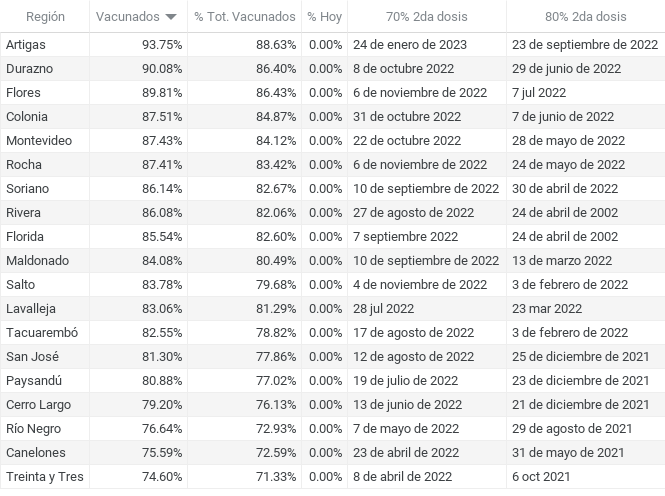 Región Vacunados % Tot. Vacunados % Hoy 70% 2da dosis 80% 2da dosis
Artigas 93.75% 88.63% 0.00% 24 de enero de 2023 23 de septiembre de 2022
Durazno 90.08% 86.40% 0.00% 8 de octubre 2022 29 de junio de 2022
Flores 89.81% 86.43% 0.00% 6 de noviembre de 2022 7 jul 2022
Colonia 87.51% 84.87% 0.00% 31 de octubre 2022 7 de junio de 2022
Montevideo 87.43% 84.12% 0.00% 22 de octubre 2022 28 de mayo de 2022
Rocha 87.41% 83.42% 0.00% 6 de noviembre de 2022 24 de mayo de 2022
Soriano 86.14% 82.67% 0.00% 10 de septiembre de 2022 30 de abril de 2022
Rivera 86.08% 82.06% 0.00% 27 de agosto de 2022 24 de abril de 2002
Florida 85.54% 82.60% 0.00% 7 septiembre 2022 24 de abril de 2002
Maldonado 84.08% 80.49% 0.00% 10 de septiembre de 2022 13 de marzo 2022
Salto 83.78% 79.68% 0.00% 4 de noviembre de 2022 3 de febrero de 2022
Lavalleja 83.06% 81.29% 0.00% 28 jul 2022 23 mar 2022
Tacuarembó 82.55% 78.82% 0.00% 17 de agosto de 2022 3 de febrero de 2022
San José 81.30% 77.86% 0.00% 12 de agosto de 2022 25 de diciembre de 2021
Paysandú 80.88% 77.02% 0.00% 19 de julio de 2022 23 de diciembre de 2021
Cerro Largo 79.20% 76.13% 0.00% 13 de junio de 2022 21 de diciembre de 2021
Río Negro 76.64% 72.93% 0.00% 7 de mayo de 2022 29 de agosto de 2021
Canelones 75.59% 72.59% 0.00% 23 de abril de 2022 31 de mayo de 2021
Treinta y Tres 74.60% 71.33% 0.00% 8 de abril de 2022 6 oct 2021